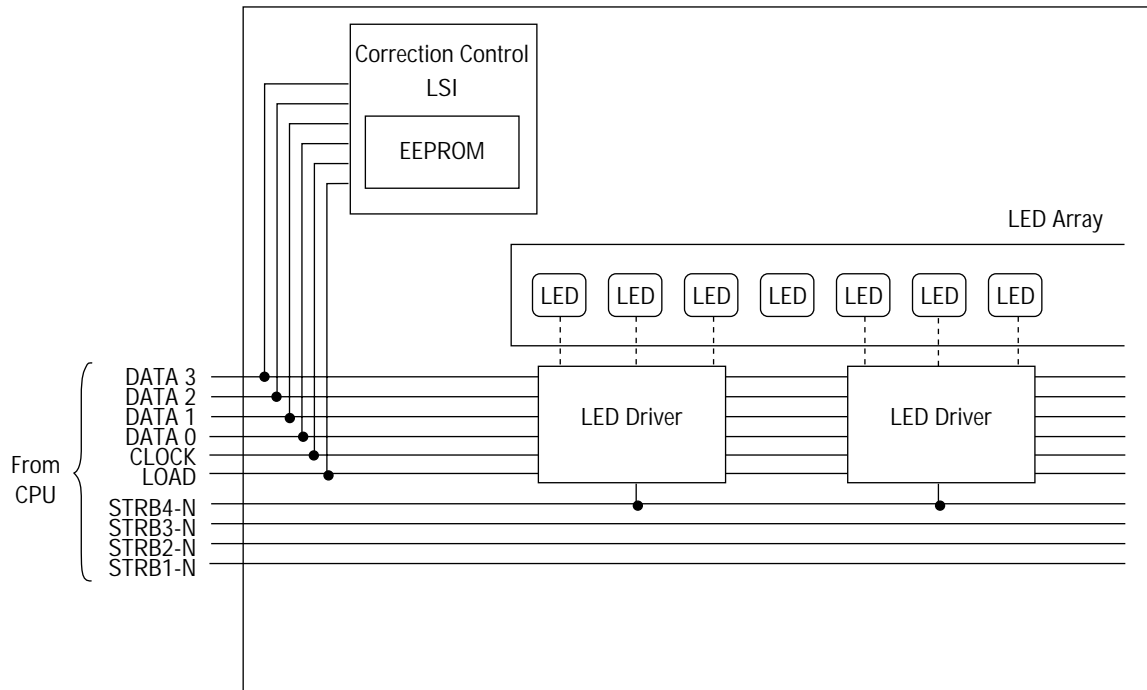 Correction Control
LSI
EEPROM
LED Array
LED LED LED LED LED LED LED
DATA 3
DATA 2
DATA 1
DATA 0
CLOCK
LOAD
LED Driver
LED Driver
From
CPU
STRB4-N
STRB3-N
STRB2-N
STRB1-N